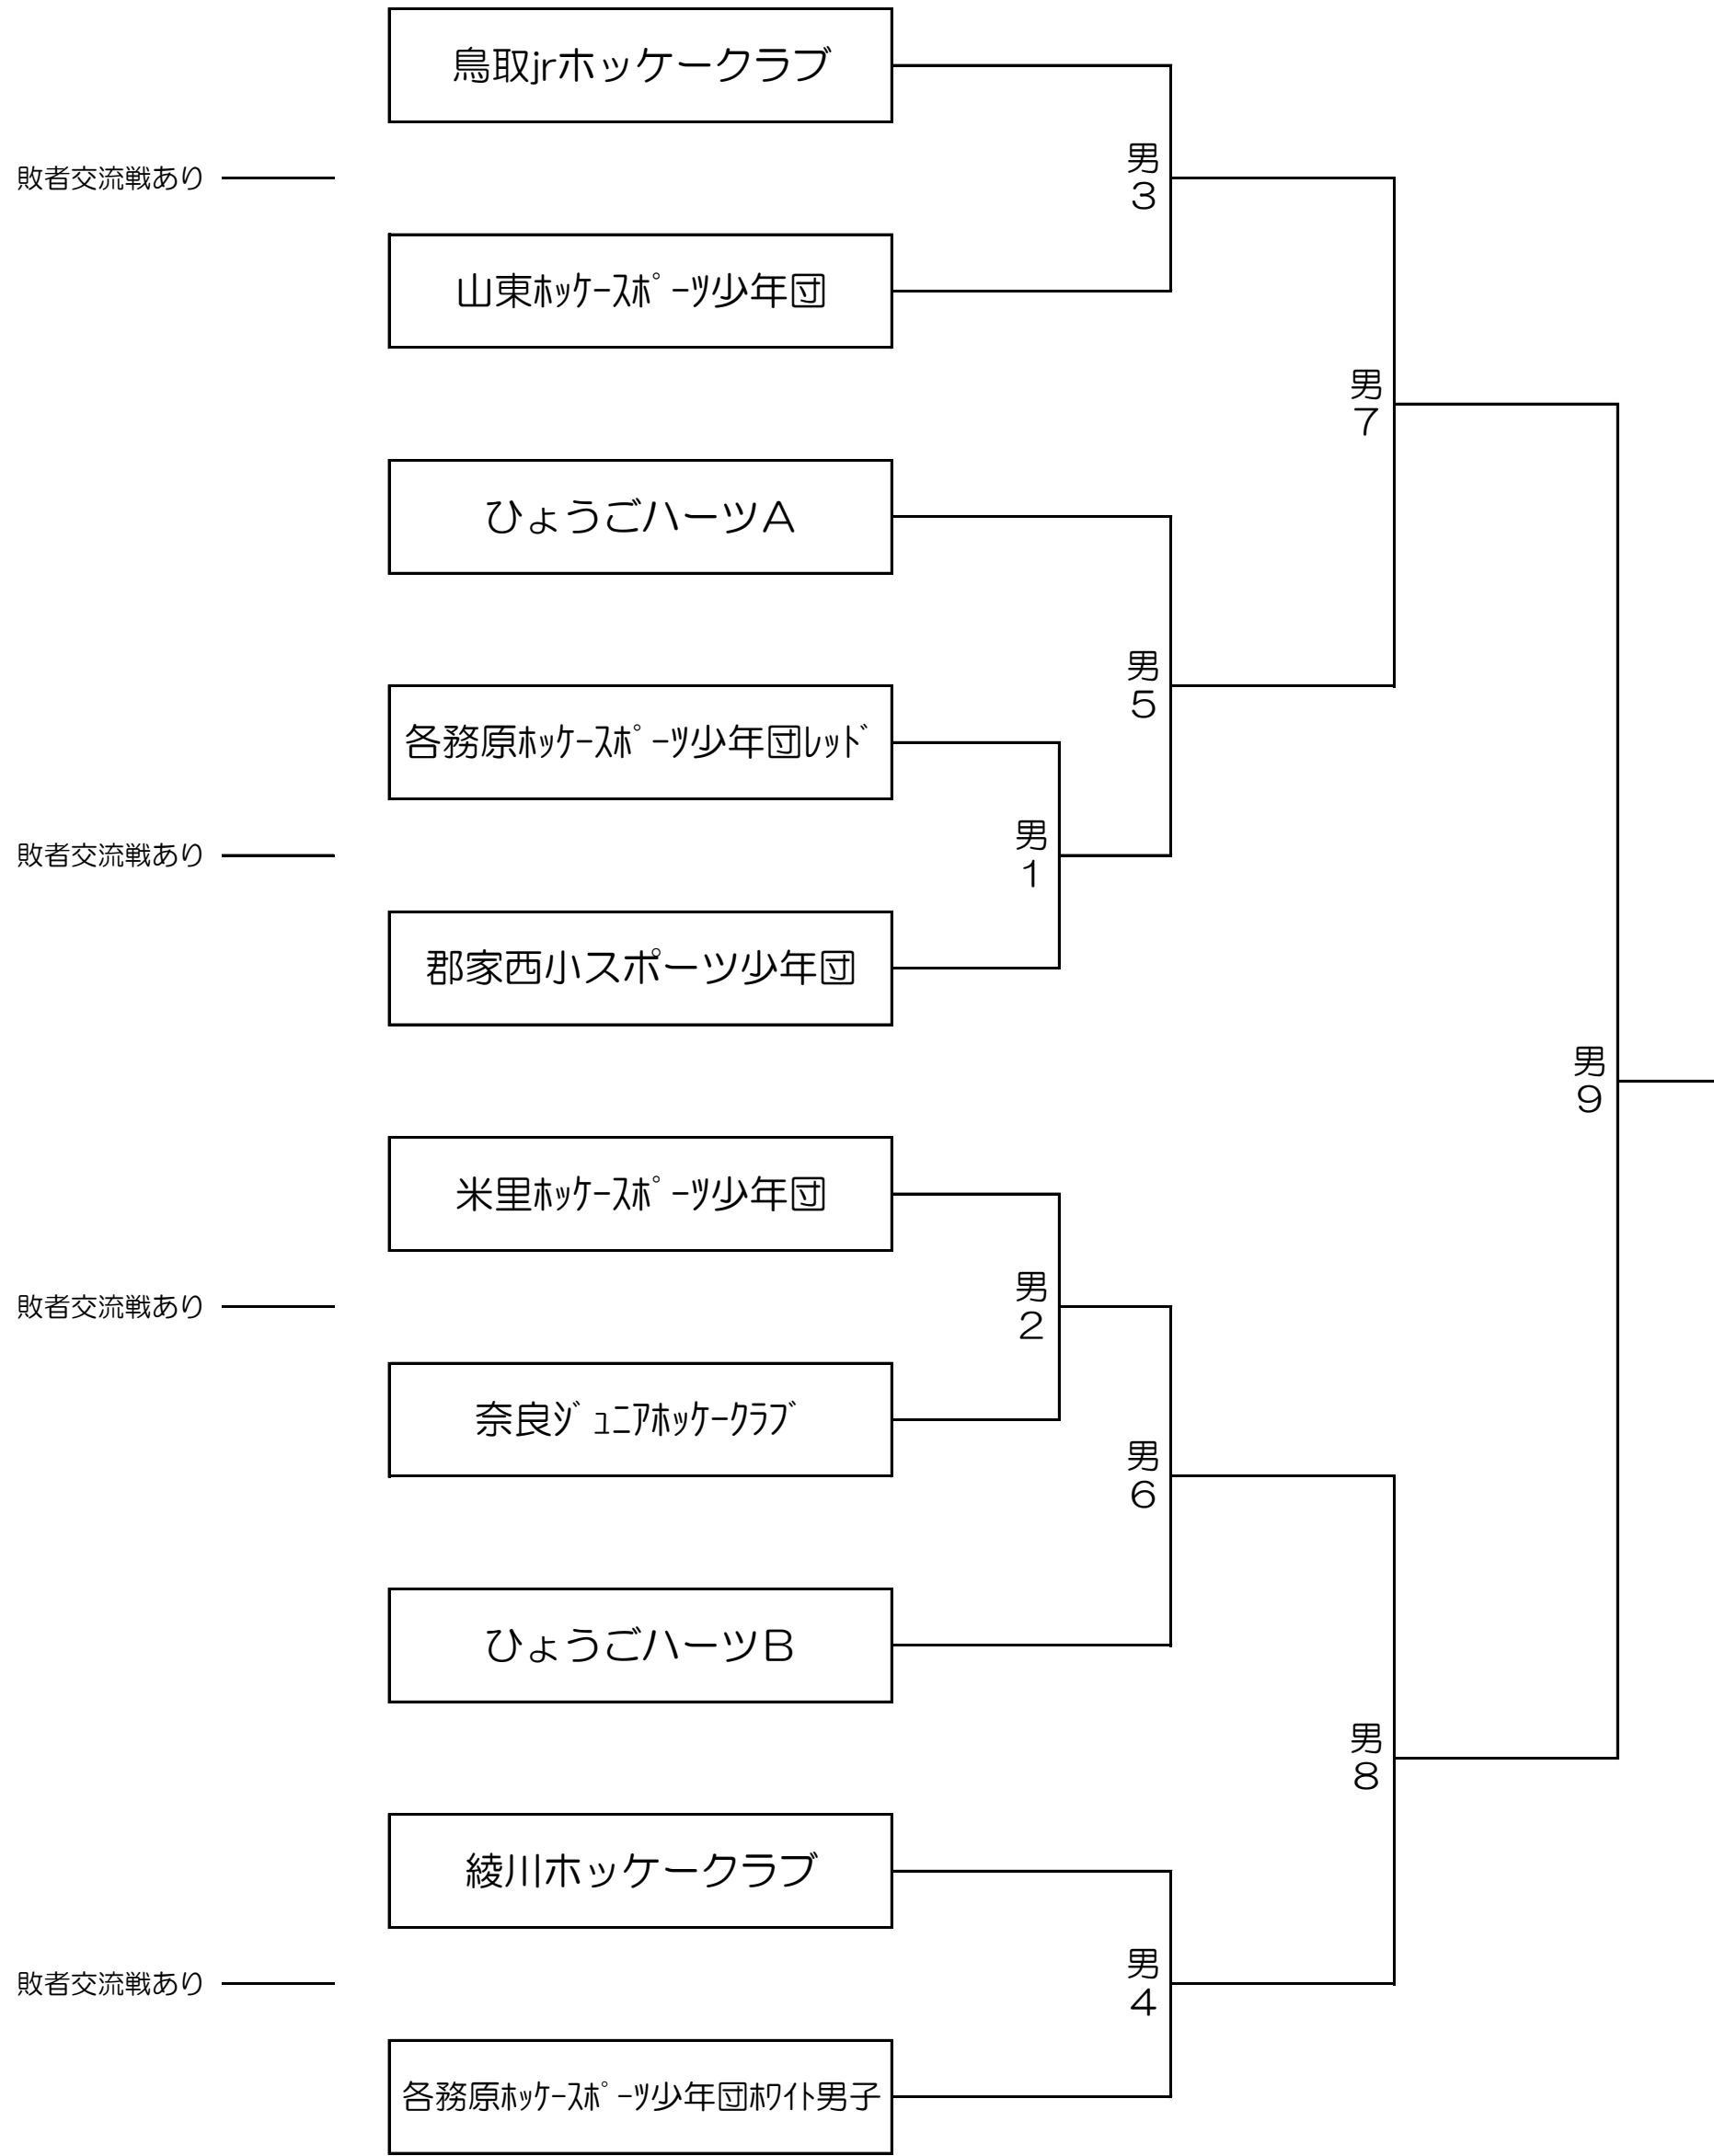 鳥取jrホッケークラブ
男3
敗者交流戦あり
山東ﾎｯｹｰｽﾎﾟｰﾂ少年団
男7
ひょうごハーツA
男5
各務原ﾎｯｹｰｽﾎﾟｰﾂ少年団ﾚｯﾄﾞ
男1
敗者交流戦あり
郡家西小スポーツ少年団
男9
米里ﾎｯｹｰｽﾎﾟｰﾂ少年団
男2
敗者交流戦あり
奈良ｼﾞｭﾆｱﾎｯｹｰｸﾗﾌﾞ
男6
ひょうごハーツB
男8
綾川ホッケークラブ
男4
敗者交流戦あり
各務原ﾎｯｹｰｽﾎﾟｰﾂ少年団ﾎﾜｲﾄ男子